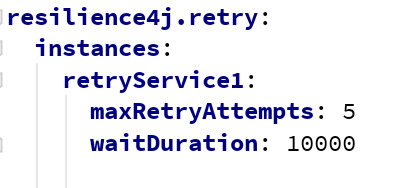 resilience4j.retry:
instances:
retryService1:
maxRetryAttempts: 5
waitDuration: 10000